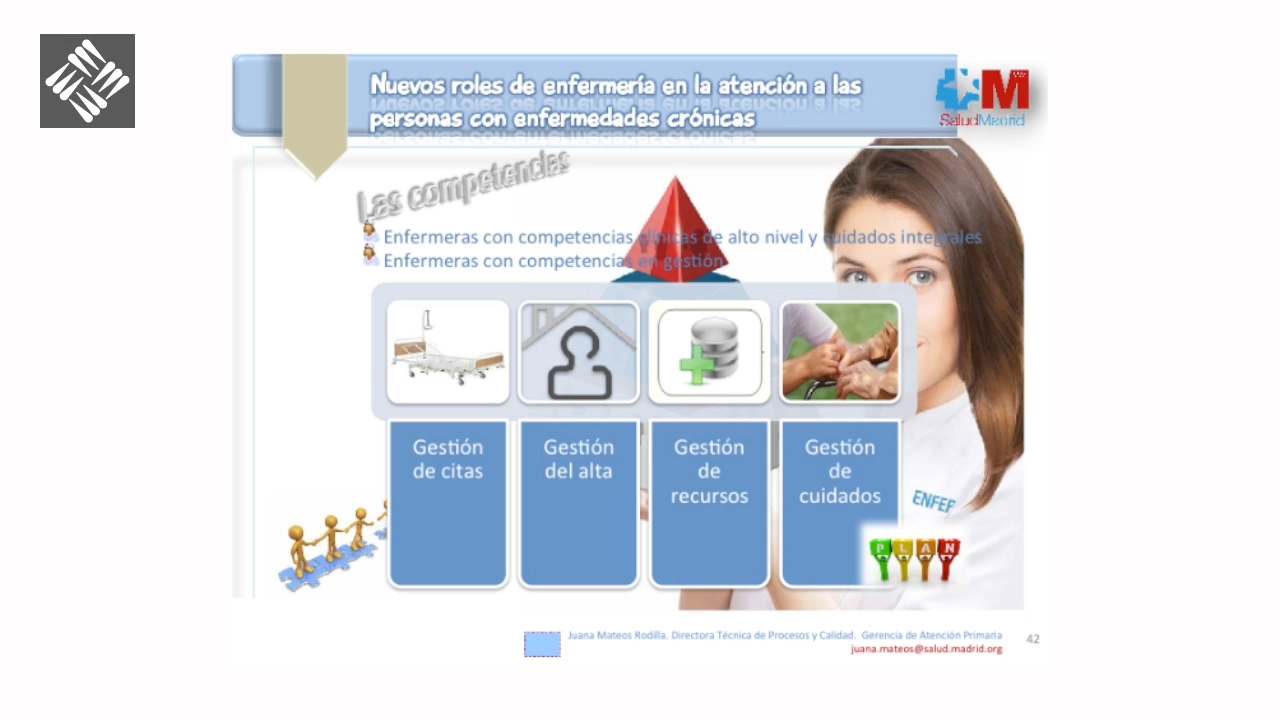 Nuevos roles de enfermería en la atención a las
personas con enfermedades crónicas
M
SaludMadrid
Las competencias
Enfermeras con competencias clínicas de alto nivel y cuidados integrales
Enfermeras con competencias en gestión
Gestión
de citas
Gestión
del alta
Gestión
de
recursos
Gestión
de
cuidados
ENFER
PLAN
Juana Mateos Rodilla. Directora Técnica de Procesos y Calidad. Gerencia de Atención Primaria
juana.mateos@salud.madrid.org
42